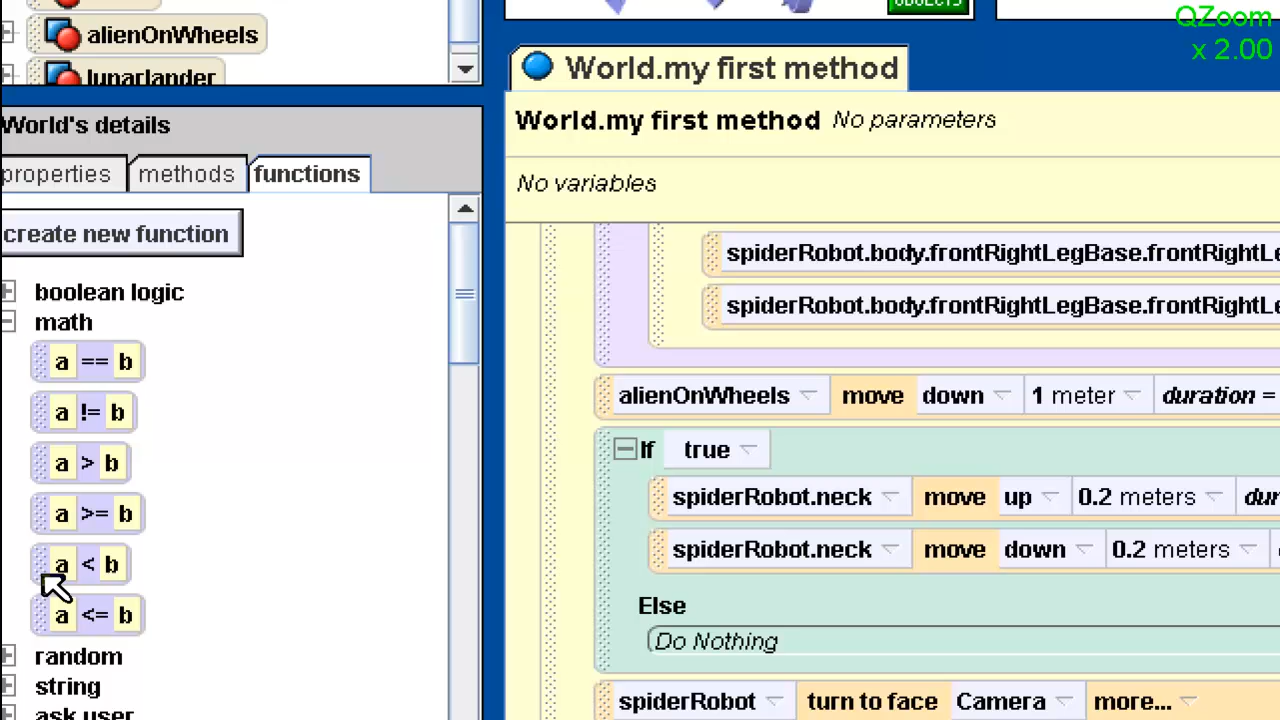 QZoom
x 2.00
OBJECTS
alienOnWheels
lunarlander
World's details
properties methods functions
create new function
boolean logic
math
a == b
a != b
a > b
a >= b
a < b
a <= b
random
string
ask user
World.my first method
World.my first method No parameters
No variables
spiderRobot.body.frontRightLegBase.frontRightLe
spiderRobot.body.frontRightLegBase.frontRightLe
alienOnWheels move down 1 meter duration =
If true
spiderRobot.neck move up 0.2 meters dur
spiderRobot.neck move down 0.2 meters
Else
Do Nothing
spiderRobot turn to face Camera more...